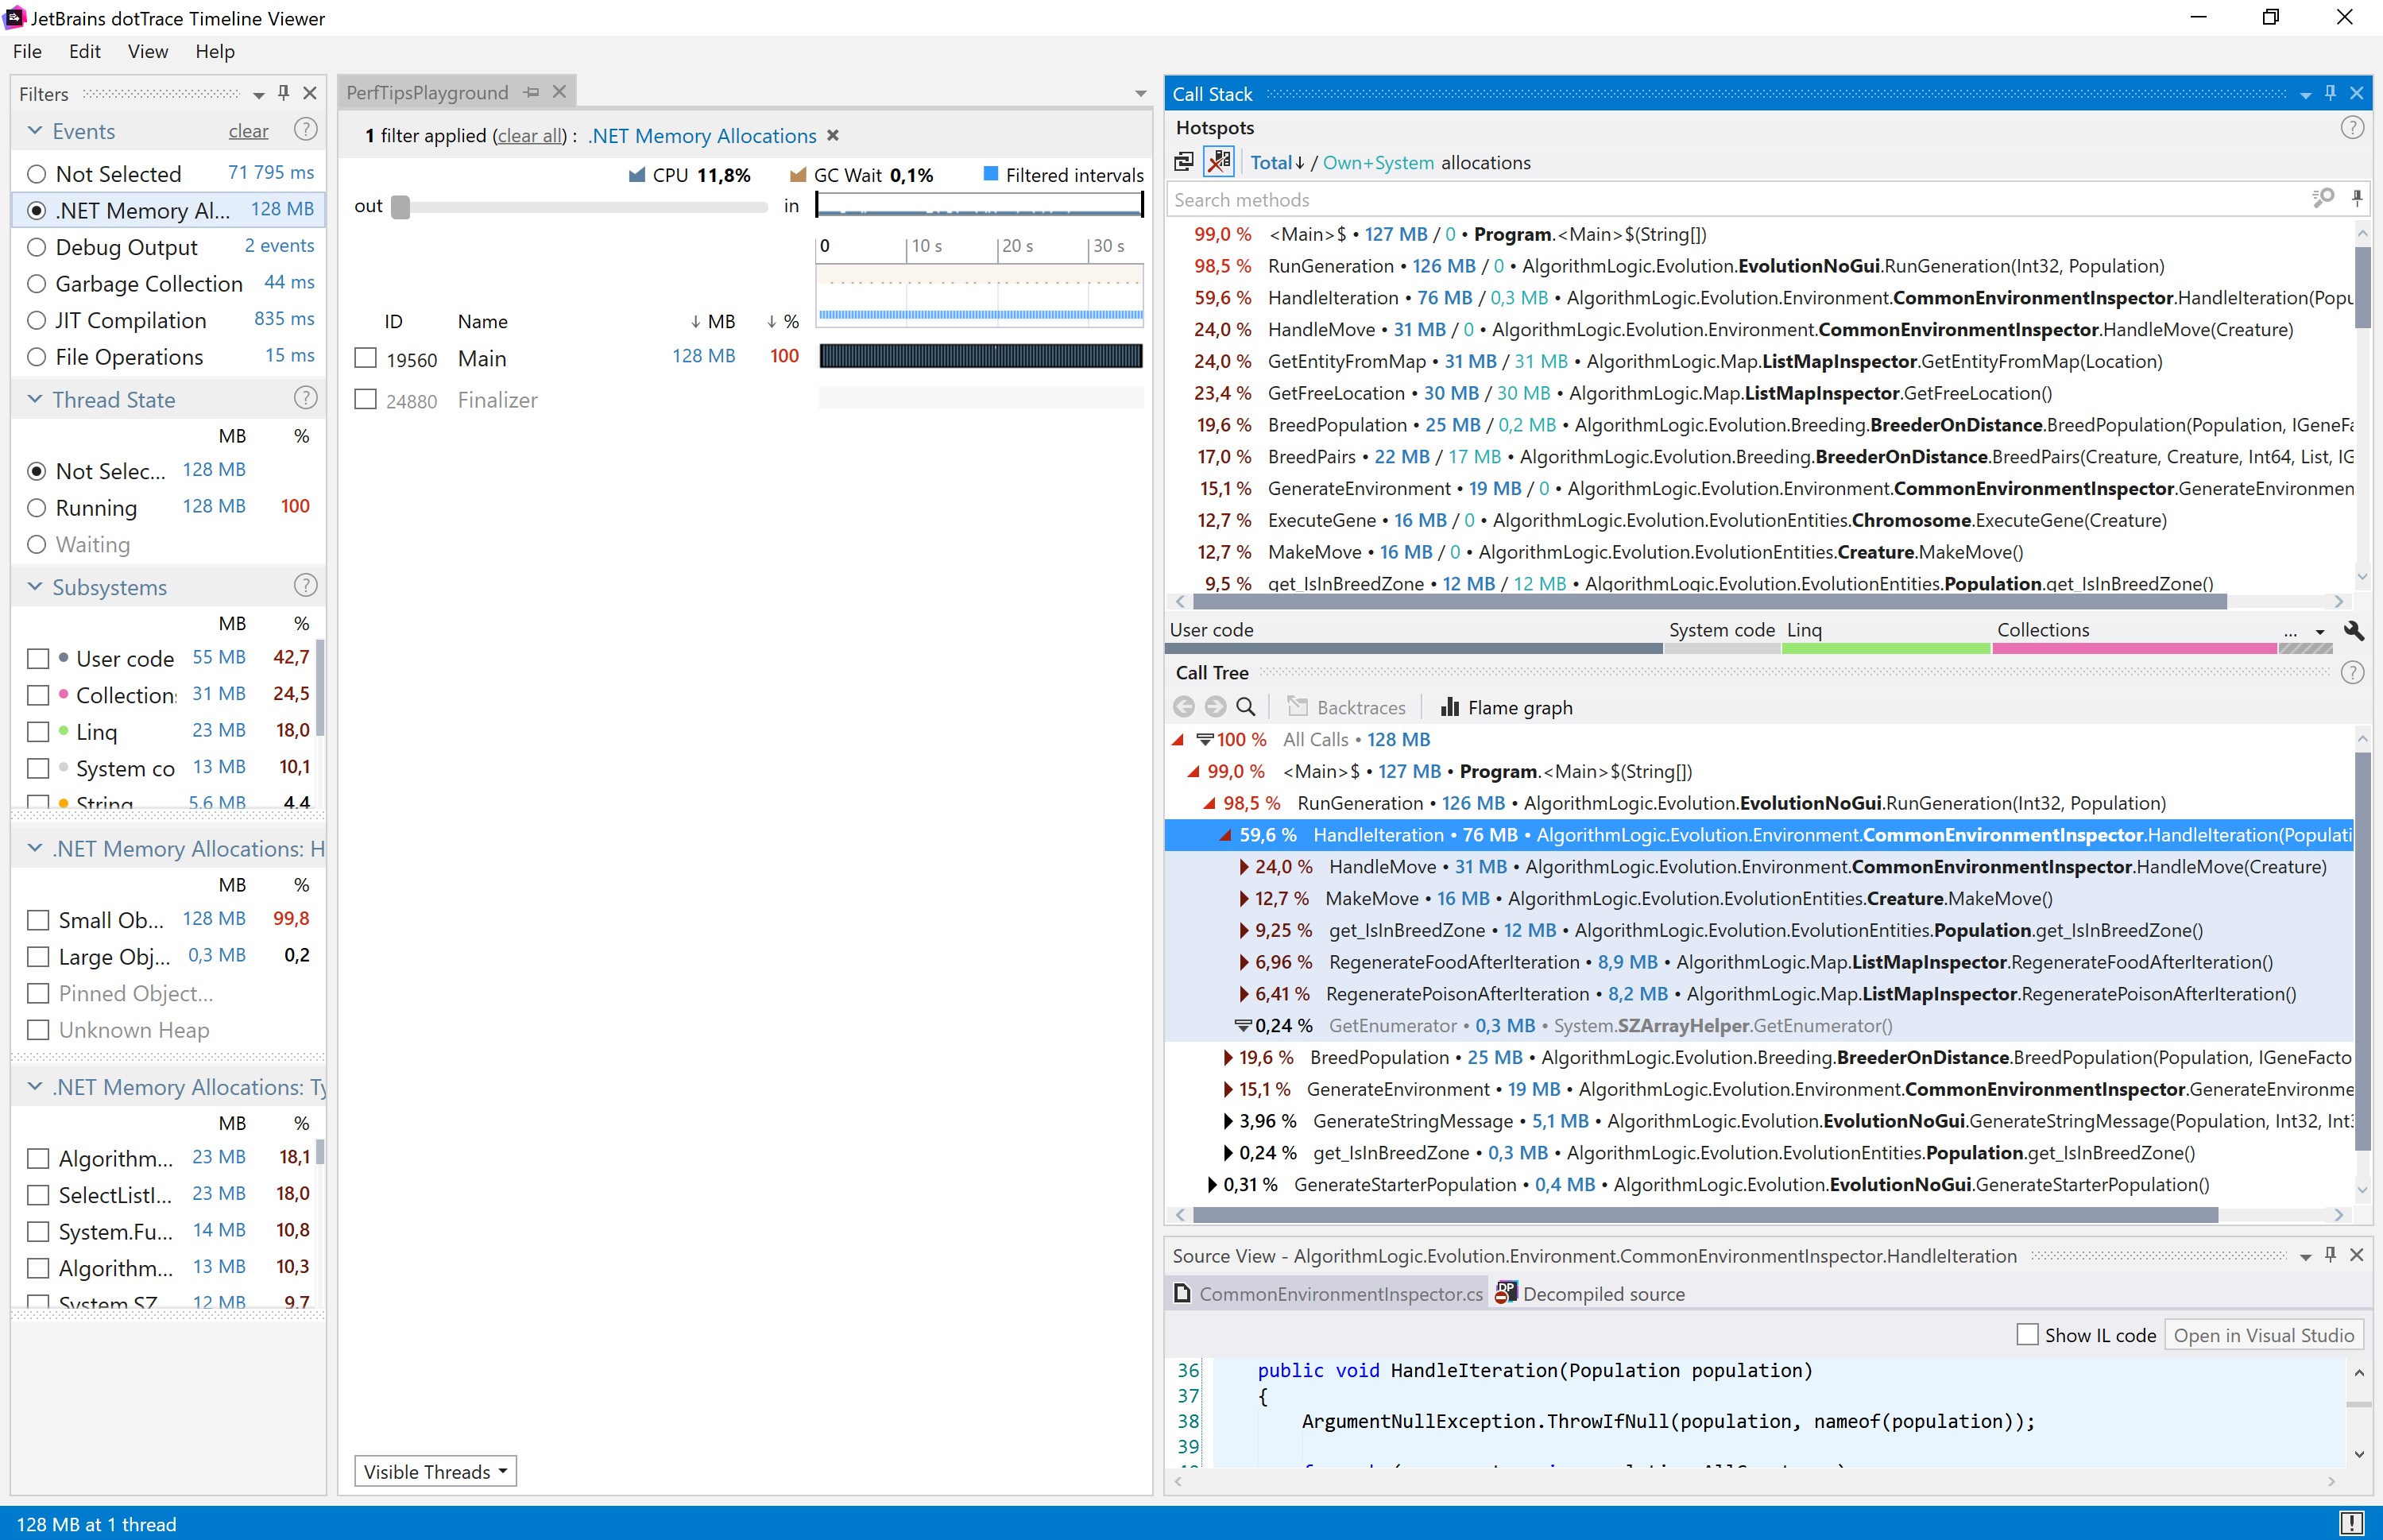 JetBrains dotTrace Timeline Viewer
File Edit View Help
Filters
Events clear ?
Not Selected 71 795 ms
.NET Memory Al... 128 MB
Debug Output 2 events
Garbage Collection 44 ms
JIT Compilation 835 ms
File Operations 15 ms
Thread State ?
MB %
Not Selec... 128 MB
Running 128 MB 100
Waiting
Subsystems ?
MB %
User code 55 MB 42,7
Collection 31 MB 24,5
Linq 23 MB 18,0
System co 13 MB 10,1
String 5,6 MB 4,4
.NET Memory Allocations: H
MB %
Small Ob... 128 MB 99,8
Large Obj... 0,3 MB 0,2
Pinned Object...
Unknown Heap
.NET Memory Allocations: Ty
MB %
Algorithm... 23 MB 18,1
SelectListI... 23 MB 18,0
System.Fu... 14 MB 10,8
Algorithm... 13 MB 10,3
System.SZ 12 MB 9,7
PerfTipsPlayground
1 filter applied (clear all) : .NET Memory Allocations
CPU 11,8% GC Wait 0,1% Filtered intervals
out in
0 10 s 20 s 30 s
ID Name ↓ MB ↓ %
19560 Main 128 MB 100
24880 Finalizer
Visible Threads
Call Stack
Hotspots ?
Total↓ / Own+System allocations
Search methods
99,0 % <Main>$ • 127 MB / 0 • Program.<Main>$(String[])
98,5 % RunGeneration • 126 MB / 0 • AlgorithmLogic.Evolution.EvolutionNoGui.RunGeneration(Int32, Population)
59,6 % HandleIteration • 76 MB / 0,3 MB • AlgorithmLogic.Evolution.Environment.CommonEnvironmentInspector.HandleIteration(Popu
24,0 % HandleMove • 31 MB / 0 • AlgorithmLogic.Evolution.Environment.CommonEnvironmentInspector.HandleMove(Creature)
24,0 % GetEntityFromMap • 31 MB / 31 MB • AlgorithmLogic.Map.ListMapInspector.GetEntityFromMap(Location)
23,4 % GetFreeLocation • 30 MB / 30 MB • AlgorithmLogic.Map.ListMapInspector.GetFreeLocation()
19,6 % BreedPopulation • 25 MB / 0,2 MB • AlgorithmLogic.Evolution.Breeding.BreederOnDistance.BreedPopulation(Population, IGeneFa
17,0 % BreedPairs • 22 MB / 17 MB • AlgorithmLogic.Evolution.Breeding.BreederOnDistance.BreedPairs(Creature, Creature, Int64, List, IG
15,1 % GenerateEnvironment • 19 MB / 0 • AlgorithmLogic.Evolution.Environment.CommonEnvironmentInspector.GenerateEnvironmen
12,7 % ExecuteGene • 16 MB / 0 • AlgorithmLogic.Evolution.EvolutionEntities.Chromosome.ExecuteGene(Creature)
12,7 % MakeMove • 16 MB / 0 • AlgorithmLogic.Evolution.EvolutionEntities.Creature.MakeMove()
9,5 % get_IsInBreedZone • 12 MB / 12 MB • AlgorithmLogic.Evolution.EvolutionEntities.Population.get_IsInBreedZone()
User code System code Linq Collections ...
Call Tree ?
Backtraces Flame graph
100 % All Calls • 128 MB
99,0 % <Main>$ • 127 MB • Program.<Main>$(String[])
98,5 % RunGeneration • 126 MB • AlgorithmLogic.Evolution.EvolutionNoGui.RunGeneration(Int32, Population)
59,6 % HandleIteration • 76 MB • AlgorithmLogic.Evolution.Environment.CommonEnvironmentInspector.HandleIteration(Populati
24,0 % HandleMove • 31 MB • AlgorithmLogic.Evolution.Environment.CommonEnvironmentInspector.HandleMove(Creature)
12,7 % MakeMove • 16 MB • AlgorithmLogic.Evolution.EvolutionEntities.Creature.MakeMove()
9,25 % get_IsInBreedZone • 12 MB • AlgorithmLogic.Evolution.EvolutionEntities.Population.get_IsInBreedZone()
6,96 % RegenerateFoodAfterIteration • 8,9 MB • AlgorithmLogic.Map.ListMapInspector.RegenerateFoodAfterIteration()
6,41 % RegeneratePoisonAfterIteration • 8,2 MB • AlgorithmLogic.Map.ListMapInspector.RegeneratePoisonAfterIteration()
0,24 % GetEnumerator • 0,3 MB • System.SZArrayHelper.GetEnumerator()
19,6 % BreedPopulation • 25 MB • AlgorithmLogic.Evolution.Breeding.BreederOnDistance.BreedPopulation(Population, IGeneFacto
15,1 % GenerateEnvironment • 19 MB • AlgorithmLogic.Evolution.Environment.CommonEnvironmentInspector.GenerateEnvironme
3,96 % GenerateStringMessage • 5,1 MB • AlgorithmLogic.Evolution.EvolutionNoGui.GenerateStringMessage(Population, Int32, Int
0,24 % get_IsInBreedZone • 0,3 MB • AlgorithmLogic.Evolution.EvolutionEntities.Population.get_IsInBreedZone()
0,31 % GenerateStarterPopulation • 0,4 MB • AlgorithmLogic.Evolution.EvolutionNoGui.GenerateStarterPopulation()
Source View - AlgorithmLogic.Evolution.Environment.CommonEnvironmentInspector.HandleIteration
CommonEnvironmentInspector.cs DP Decompiled source
Show IL code Open in Visual Studio
36 public void HandleIteration(Population population)
37 {
38 ArgumentNullException.ThrowIfNull(population, nameof(population));
39
128 MB at 1 thread